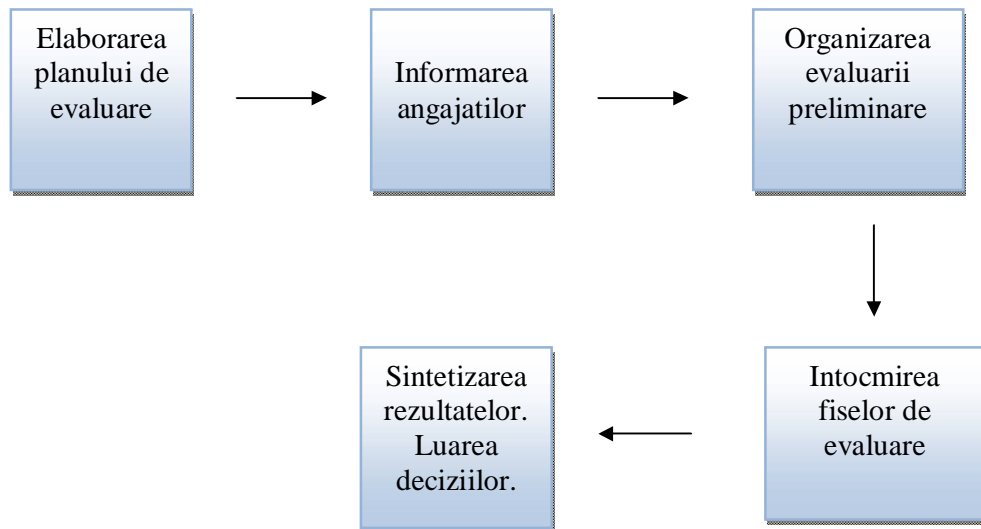 Elaborarea
planului de
evaluare
Informarea
angajatilor
Organizarea
evaluarii
preliminare
Intocmirea
fiselor de
evaluare
Sintetizarea
rezultatelor.
Luarea
deciziilor.